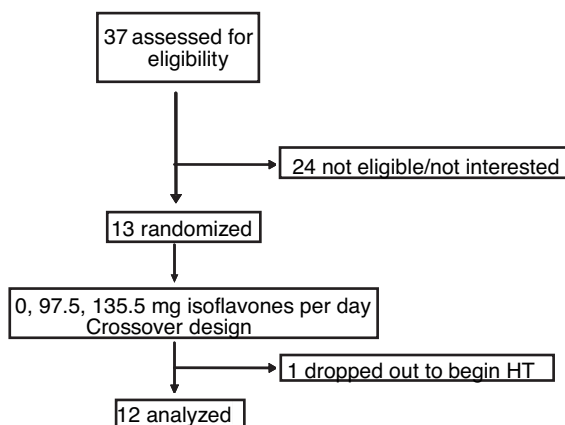 37 assessed for
eligibility
24 not eligible/not interested
13 randomized
0, 97.5, 135.5 mg isoflavones per day
Crossover design
1 dropped out to begin HT
12 analyzed